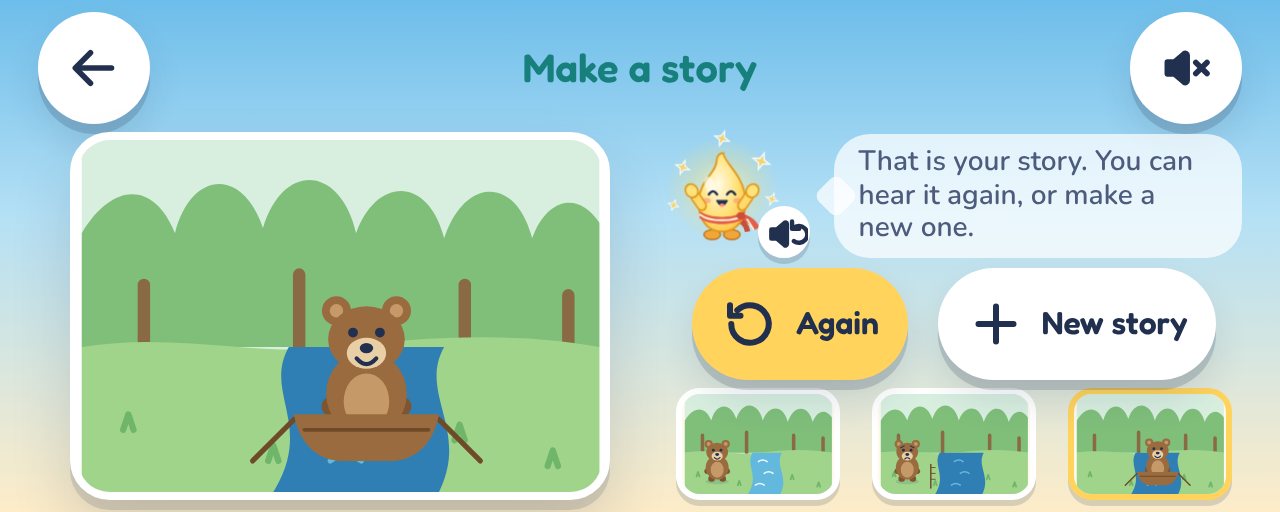 Make a story
That is your story. You can
hear it again, or make a
new one.
Again
New story